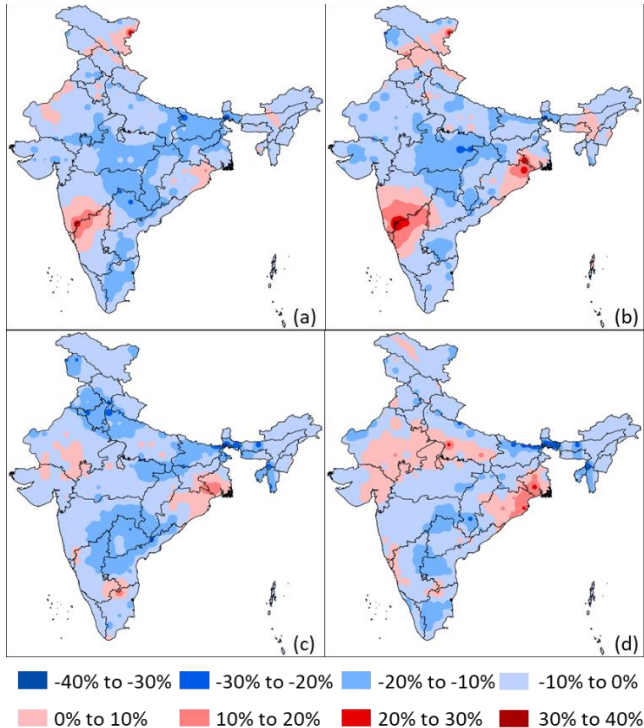 (a)
(b)
(c)
(d)
-40% to -30%
-30% to -20%
-20% to -10%
-10% to 0%
0% to 10%
10% to 20%
20% to 30%
30% to 40%